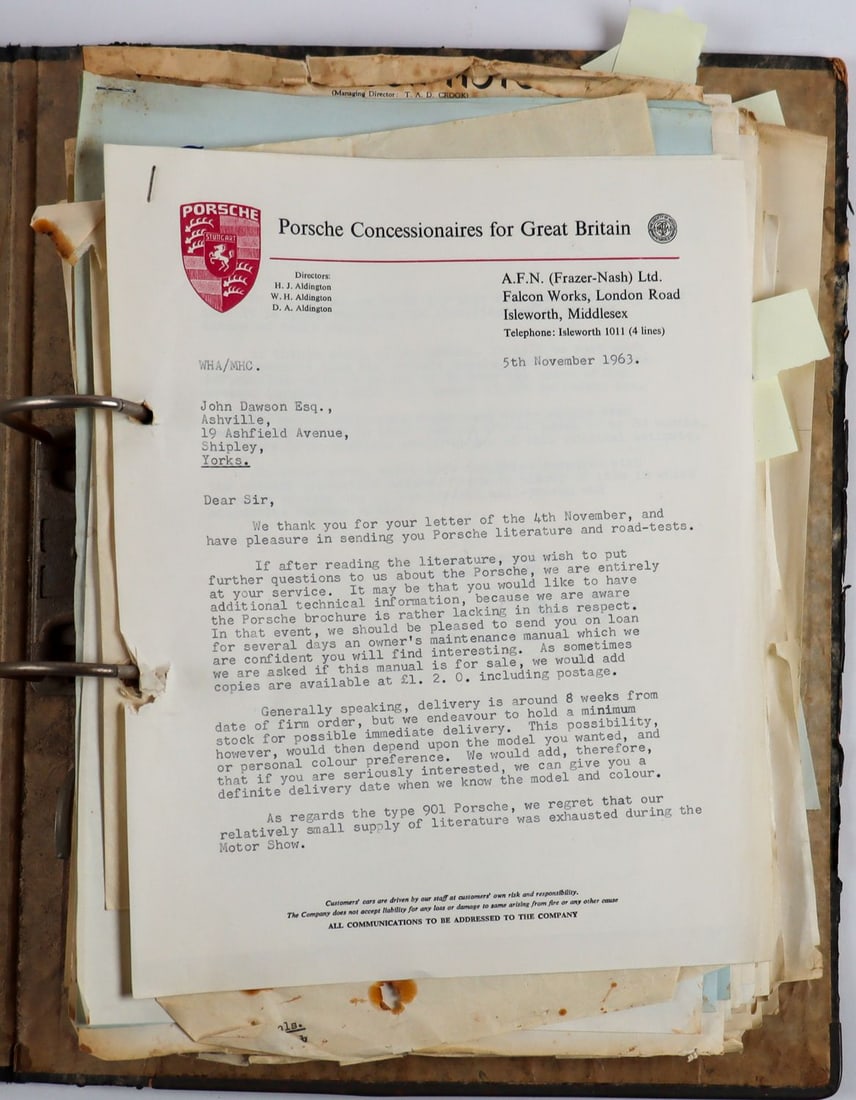 (Managing Director: T. A. D. CROOK)
PORSCHE
STUTTGART
Porsche Concessionaires for Great Britain
Directors:
H. J. Aldington
W. H. Aldington
D. A. Aldington
A.F.N. (Frazer-Nash) Ltd.
Falcon Works, London Road
Isleworth, Middlesex
Telephone: Isleworth 1011 (4 lines)
WHA/MHC.
5th November 1963.
John Dawson Esq.,
Ashville,
19 Ashfield Avenue,
Shipley,
Yorks.
Dear Sir,
We thank you for your letter of the 4th November, and
have pleasure in sending you Porsche literature and road-tests.
If after reading the literature, you wish to put
further questions to us about the Porsche, we are entirely
at your service. It may be that you would like to have
additional technical information, because we are aware
the Porsche brochure is rather lacking in this respect.
In that event, we should be pleased to send you on loan
for several days an owner's maintenance manual which we
are confident you will find interesting. As sometimes
we are asked if this manual is for sale, we would add
copies are available at £1. 2. 0. including postage.
Generally speaking, delivery is around 8 weeks from
date of firm order, but we endeavour to hold a minimum
stock for possible immediate delivery. This possibility,
however, would then depend upon the model you wanted, and
or personal colour preference. We would add, therefore,
that if you are seriously interested, we can give you a
definite delivery date when we know the model and colour.
As regards the type 901 Porsche, we regret that our
relatively small supply of literature was exhausted during the
Motor Show.
Customers' cars are driven by our staff at customers' own risk and responsibility.
The Company does not accept liability for any loss or damage to same arising from fire or any other cause
ALL COMMUNICATIONS TO BE ADDRESSED TO THE COMPANY